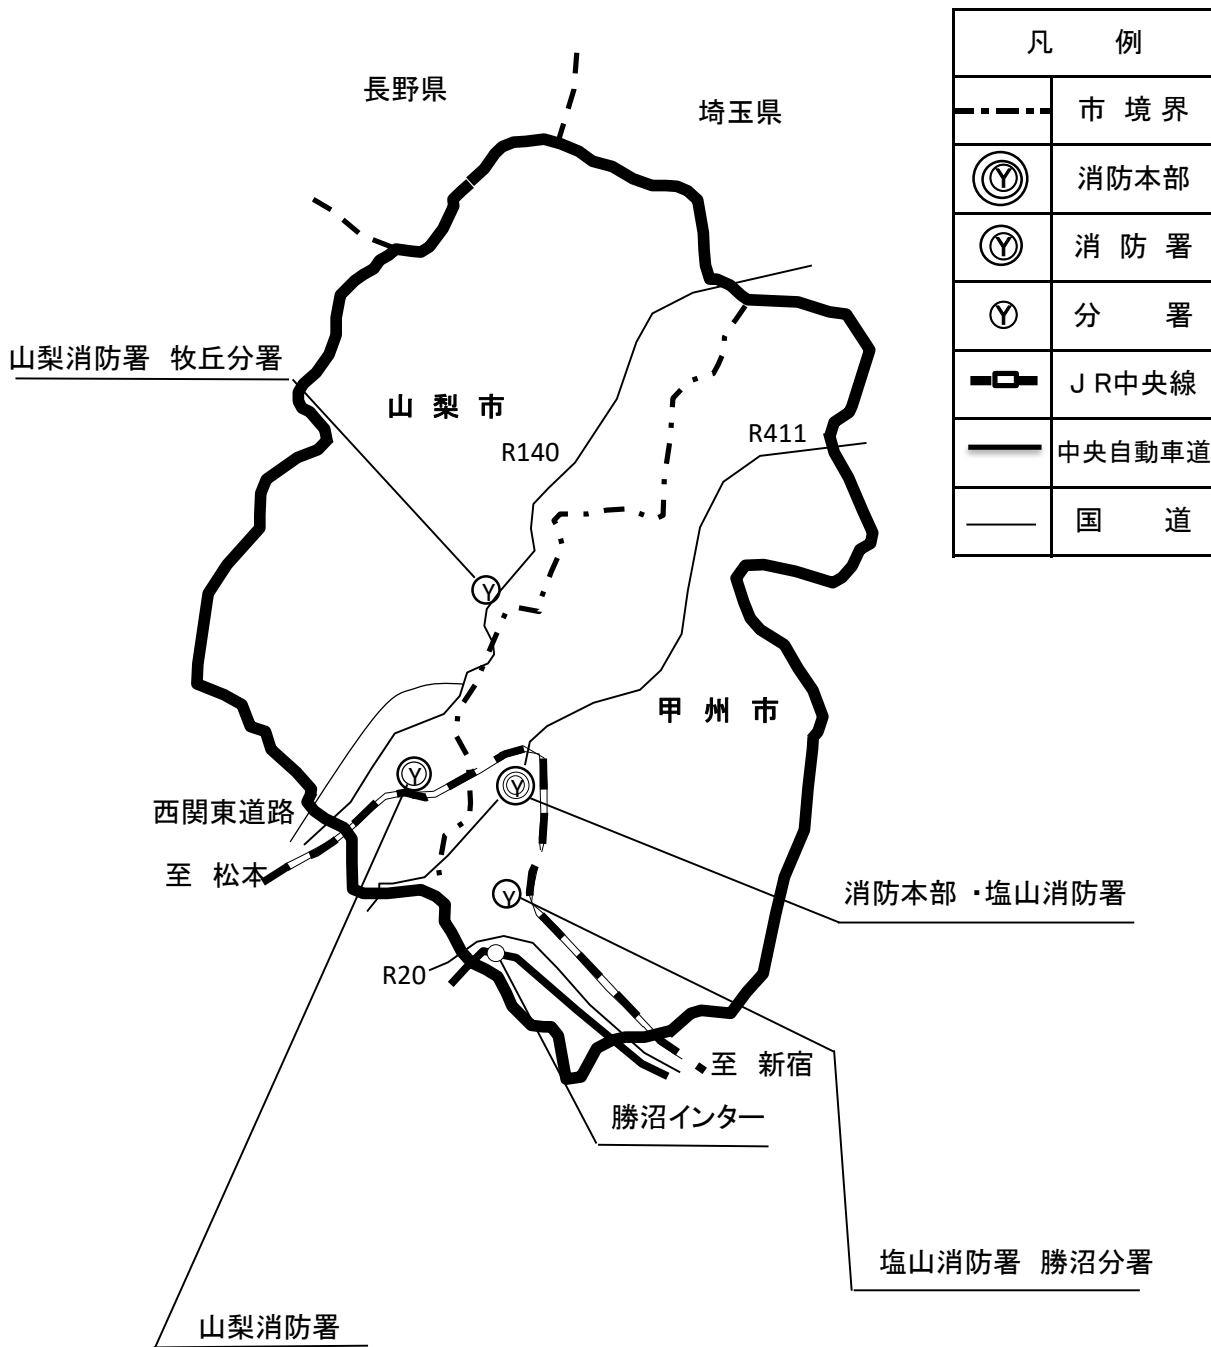 凡 例
市 境 界
Y 消防本部
Y 消 防 署
Y 分 署
ＪＲ中央線
中央自動車道
国 道
長野県
埼玉県
山梨消防署 牧丘分署
山 梨 市
R140
R411
Y
甲 州 市
Y
Y
西関東道路
至 松本
Y
消防本部 ・塩山消防署
R20
至 新宿
勝沼インター
塩山消防署 勝沼分署
山梨消防署